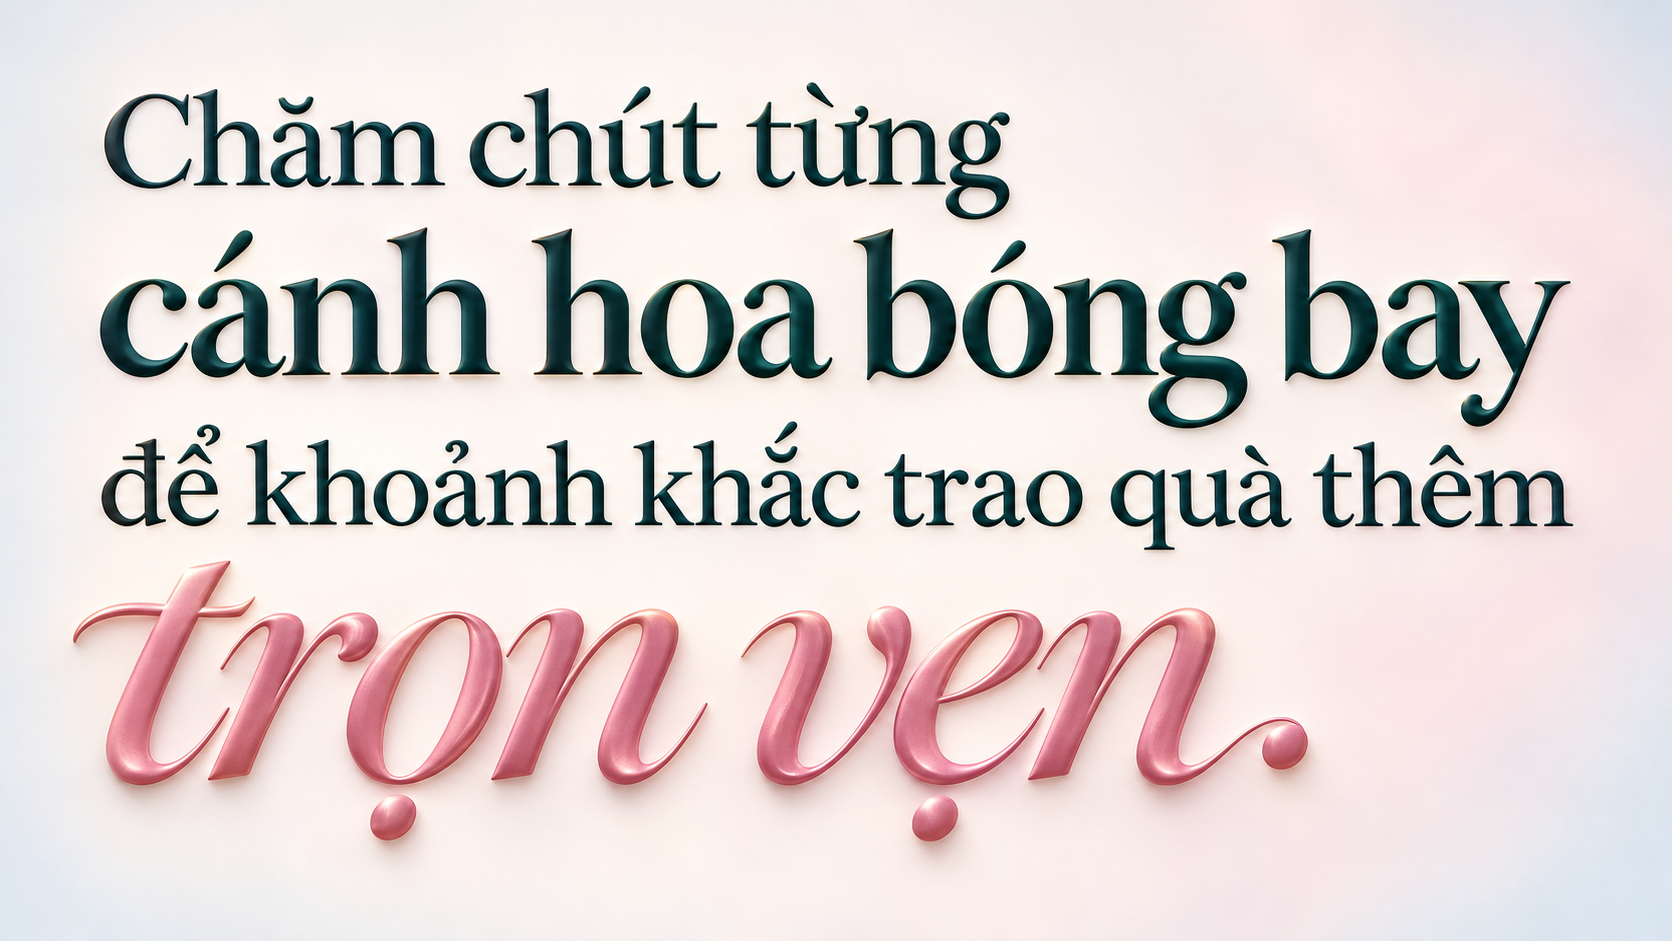 Chăm chút từng
cánh hoa bóng bay
để khoảnh khắc trao quà thêm
trọn vẹn.